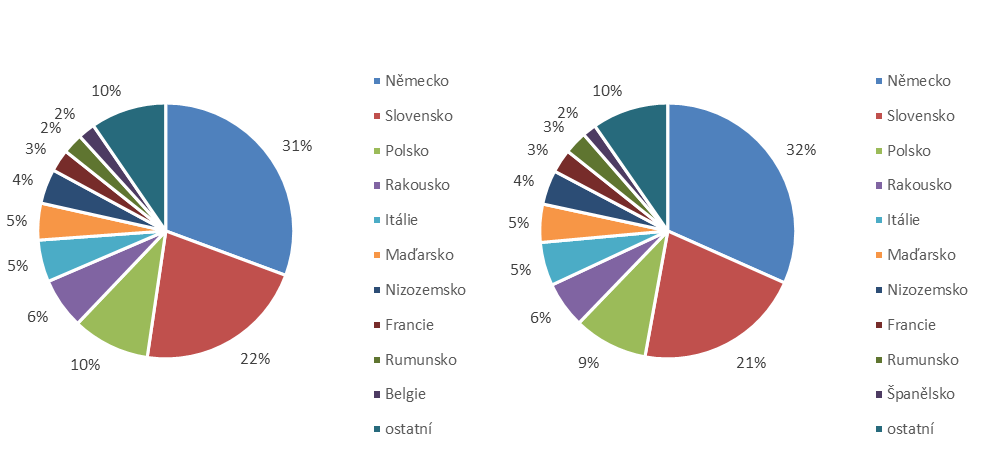 31%
22%
10%
6%
5%
5%
4%
3%
2%
2%
10%
Německo
Slovensko
Polsko
Rakousko
Itálie
Maďarsko
Nizozemsko
Francie
Rumunsko
Belgie
ostatní
32%
21%
9%
6%
5%
5%
4%
3%
3%
2%
10%
Německo
Slovensko
Polsko
Rakousko
Itálie
Maďarsko
Nizozemsko
Francie
Rumunsko
Španělsko
ostatní